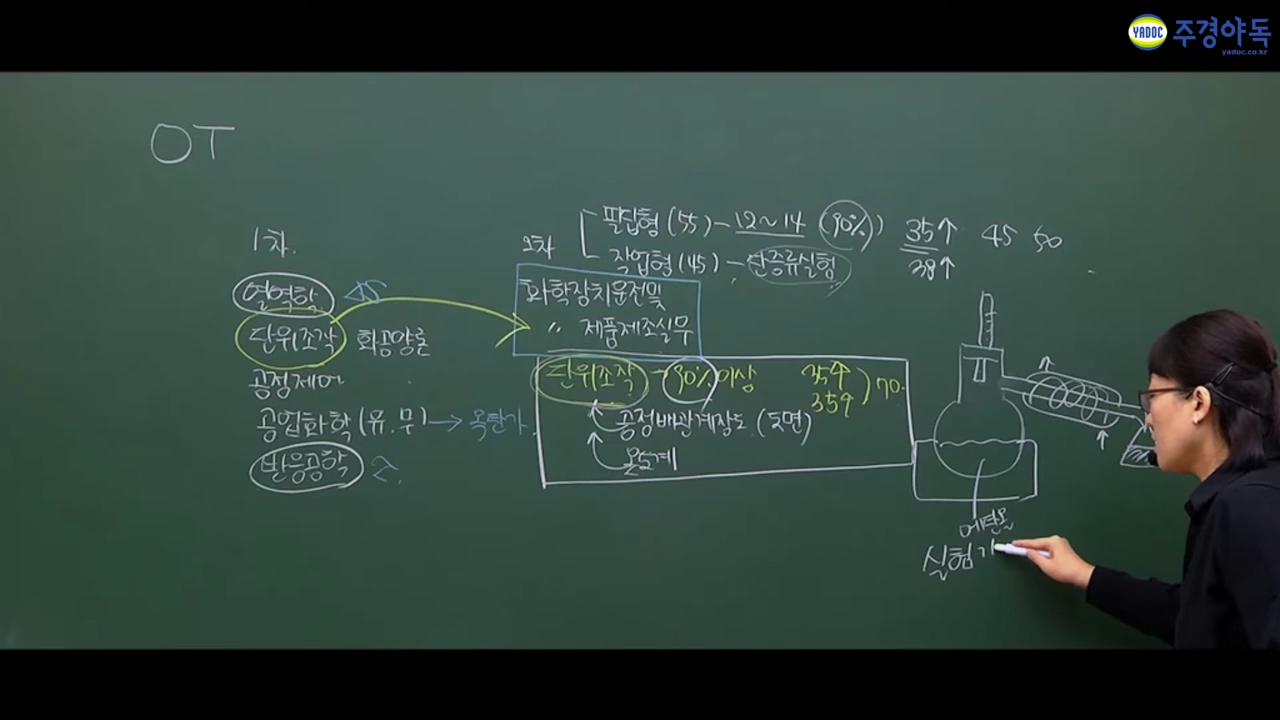 YADOC 주경야독
yadoc.co.kr
OT
1차.
열역학
단위조작 화공양론
공정제어
공업화학 (유.무) → 옥탄가.
반응공학
2차
필답형 (55) - 12~14 (90%) 35↑ 45 50
작업형 (45) - 단증류실험 38↑
화학장치운전및
〃 제품제조실무
단위조작 - 90% 이상 35↑ 35↑ ) 70.
공정배관계장도 (도면)
온도계
에탄올
실험기